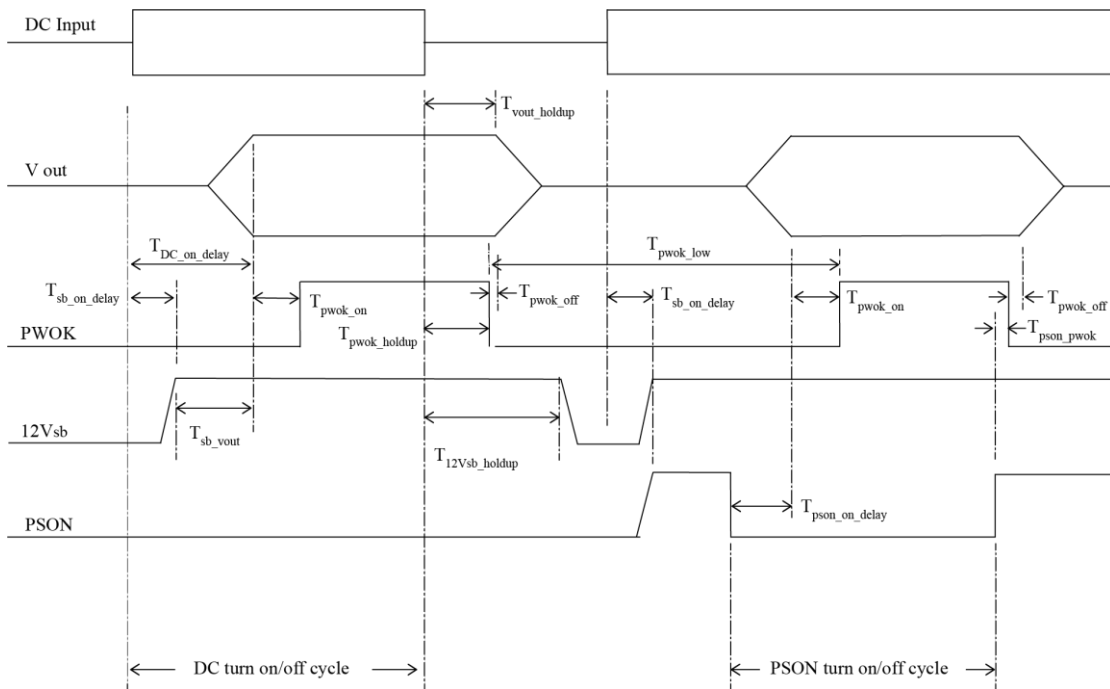 DC Input
T_vout_holdup
V out
T_DC_on_delay
T_pwok_low
T_sb_on_delay
T_pwok_on
T_pwok_off
T_sb_on_delay
T_pwok_on
T_pwok_off
PWOK
T_pwok_holdup
T_pson_pwok
12Vsb
T_sb_vout
T_12Vsb_holdup
PSON
T_pson_on_delay
DC turn on/off cycle
PSON turn on/off cycle